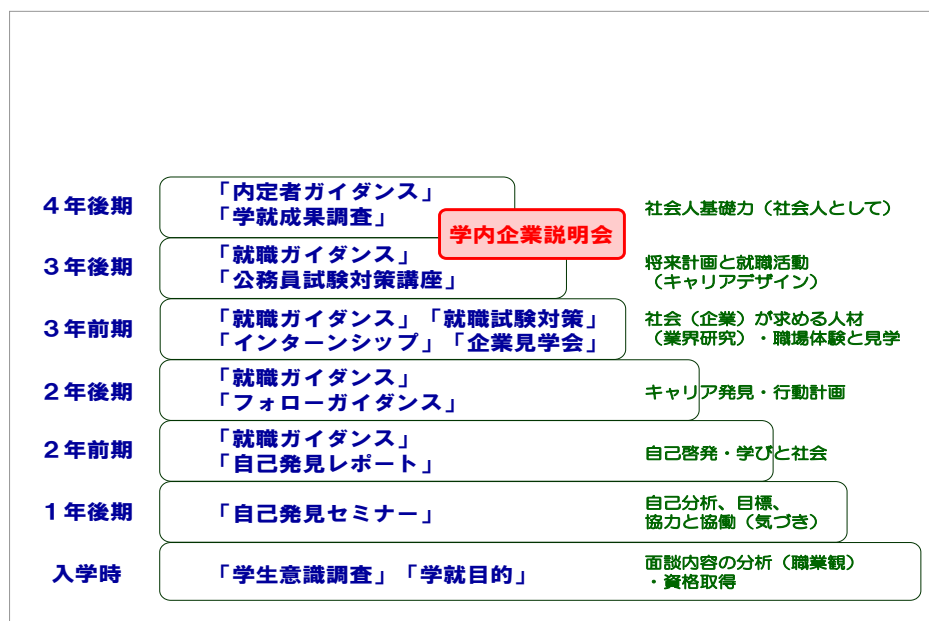 4年後期
「内定者ガイダンス」
「学就成果調査」
社会人基礎力（社会人として）
学内企業説明会
3年後期
「就職ガイダンス」
「公務員試験対策講座」
将来計画と就職活動
（キャリアデザイン）
3年前期
「就職ガイダンス」「就職試験対策」
「インターンシップ」「企業見学会」
社会（企業）が求める人材
（業界研究）・職場体験と見学
2年後期
「就職ガイダンス」
「フォローガイダンス」
キャリア発見・行動計画
2年前期
「就職ガイダンス」
「自己発見レポート」
自己啓発・学びと社会
1年後期
「自己発見セミナー」
自己分析、目標、
協力と協働（気づき）
入学時
「学生意識調査」「学就目的」
面談内容の分析（職業観）
・資格取得